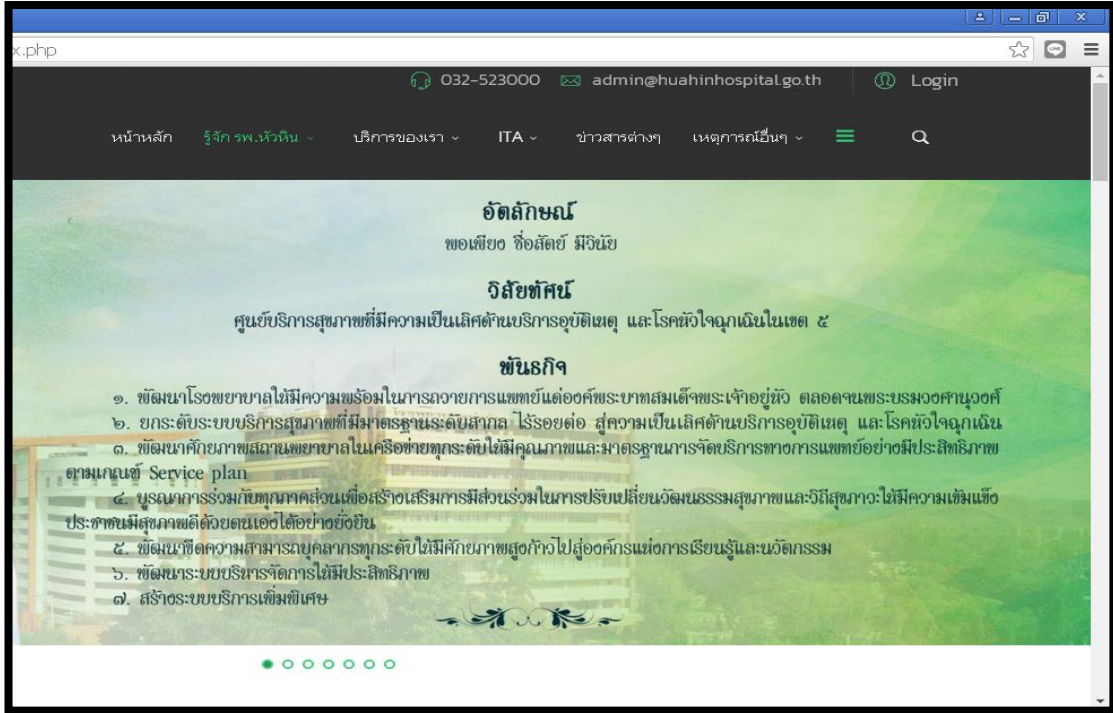 x.php
032-523000 admin@huahinhospital.go.th Login
หน้าหลัก รู้จัก รพ.หัวหิน บริการของเรา ITA ข่าวสารต่างๆ เหตุการณ์อื่นๆ
อัตลักษณ์
พอเพียง ซื่อสัตย์ มีวินัย
วิสัยทัศน์
ศูนย์บริการสุขภาพที่มีความเป็นเลิศด้านบริการอุบัติเหตุ และโรคหัวใจฉุกเฉินในเขต ๕
พันธกิจ
๑. พัฒนาโรงพยาบาลให้มีความพร้อมในการถวายการแพทย์แด่องค์พระบาทสมเด็จพระเจ้าอยู่หัว ตลอดจนพระบรมวงศานุวงศ์
๒. ยกระดับระบบบริการสุขภาพที่มีมาตรฐานระดับสากล ไร้รอยต่อ สู่ความเป็นเลิศด้านบริการอุบัติเหตุ และโรคหัวใจฉุกเฉิน
๓. พัฒนาศักยภาพสถานพยาบาลในเครือข่ายทุกระดับให้มีคุณภาพและมาตรฐานการจัดบริการทางการแพทย์อย่างมีประสิทธิภาพ
ตามเกณฑ์ Service plan
๔. บูรณาการร่วมกับทุกภาคส่วนเพื่อสร้างเสริมการมีส่วนร่วมในการปรับเปลี่ยนวัฒนธรรมสุขภาพและวิถีสุขภาวะให้มีความเข้มแข็ง
ประชาชนมีสุขภาพดีด้วยตนเองได้อย่างยั่งยืน
๕. พัฒนาขีดความสามารถบุคลากรทุกระดับให้มีศักยภาพสูงก้าวไปสู่องค์กรแห่งการเรียนรู้และนวัตกรรม
๖. พัฒนาระบบบริหารจัดการให้มีประสิทธิภาพ
๗. สร้างระบบบริการเพิ่มพิเศษ